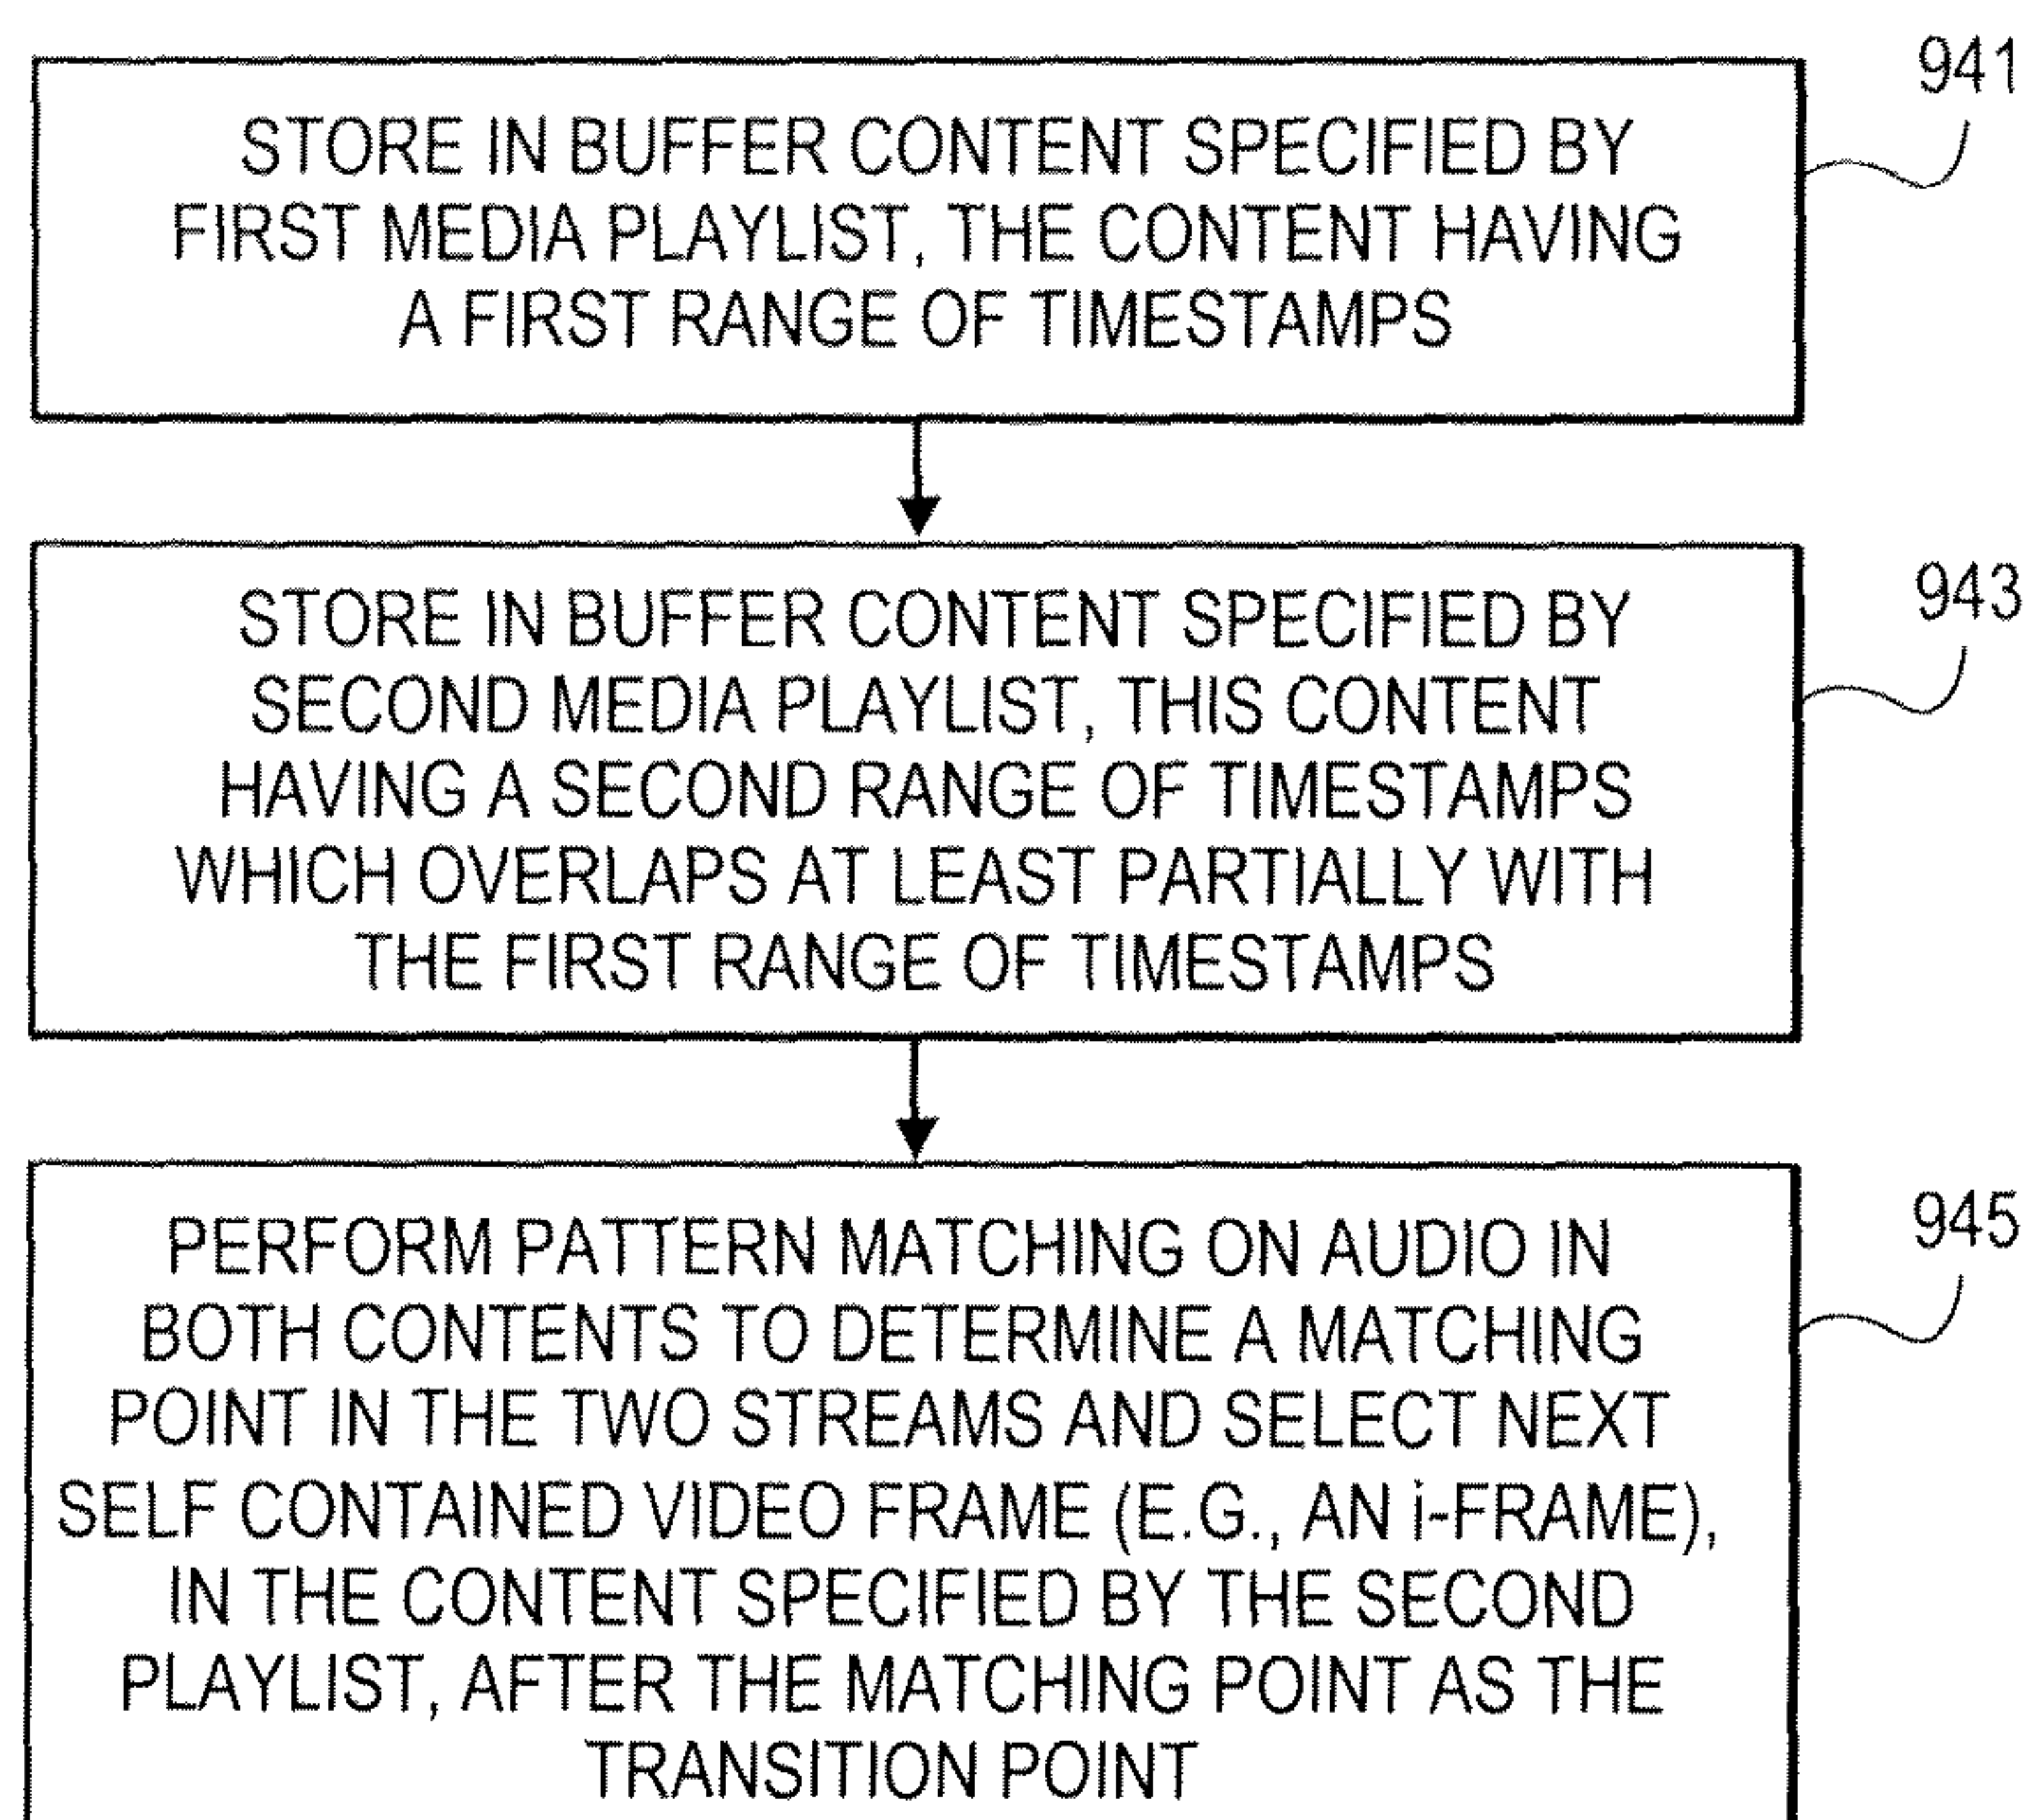 941
STORE IN BUFFER CONTENT SPECIFIED BY
FIRST MEDIA PLAYLIST, THE CONTENT HAVING
A FIRST RANGE OF TIMESTAMPS
943
STORE IN BUFFER CONTENT SPECIFIED BY
SECOND MEDIA PLAYLIST, THIS CONTENT
HAVING A SECOND RANGE OF TIMESTAMPS
WHICH OVERLAPS AT LEAST PARTIALLY WITH
THE FIRST RANGE OF TIMESTAMPS
945
PERFORM PATTERN MATCHING ON AUDIO IN
BOTH CONTENTS TO DETERMINE A MATCHING
POINT IN THE TWO STREAMS AND SELECT NEXT
SELF CONTAINED VIDEO FRAME (E.G., AN i-FRAME),
IN THE CONTENT SPECIFIED BY THE SECOND
PLAYLIST, AFTER THE MATCHING POINT AS THE
TRANSITION POINT